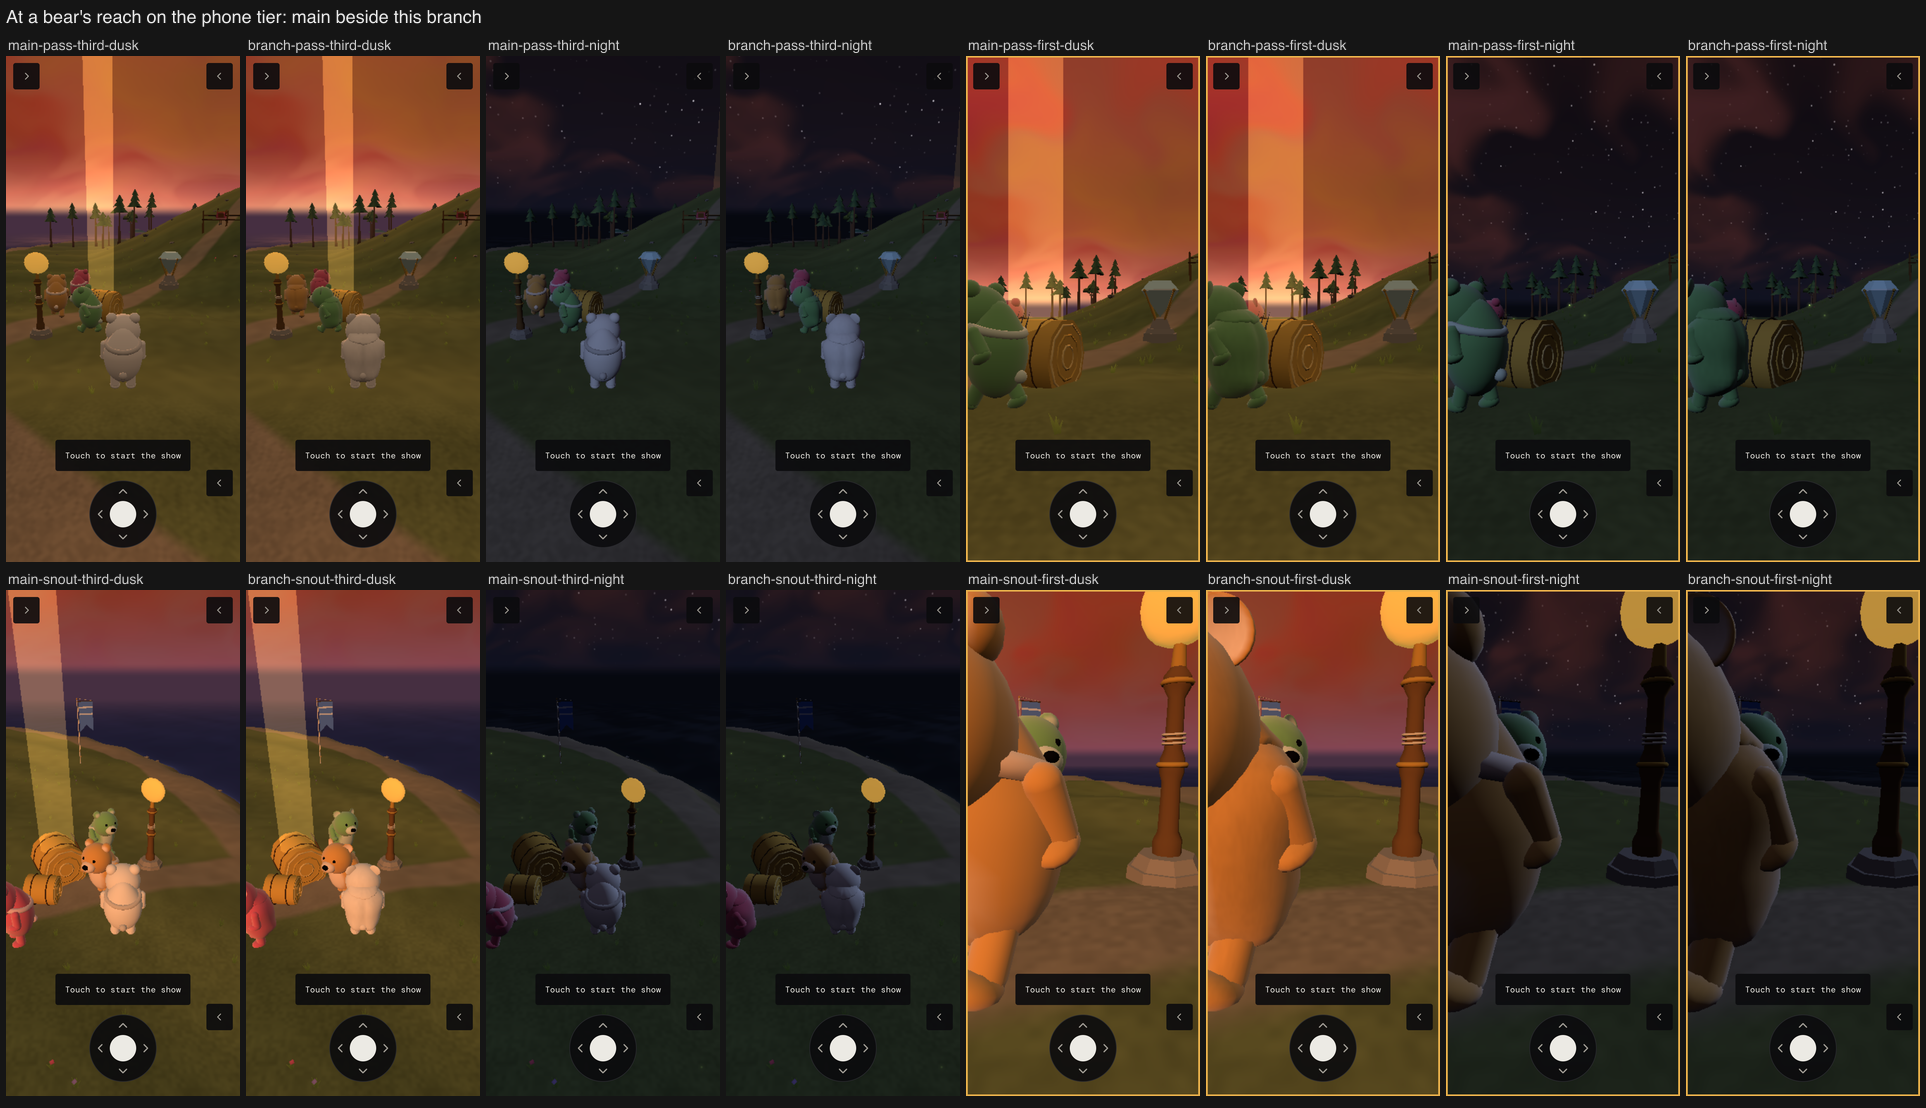 At a bear's reach on the phone tier: main beside this branch
main-pass-third-dusk
branch-pass-third-dusk
main-pass-third-night
branch-pass-third-night
main-pass-first-dusk
branch-pass-first-dusk
main-pass-first-night
branch-pass-first-night
Touch to start the show
Touch to start the show
Touch to start the show
Touch to start the show
Touch to start the show
Touch to start the show
Touch to start the show
Touch to start the show
main-snout-third-dusk
branch-snout-third-dusk
main-snout-third-night
branch-snout-third-night
main-snout-first-dusk
branch-snout-first-dusk
main-snout-first-night
branch-snout-first-night
Touch to start the show
Touch to start the show
Touch to start the show
Touch to start the show
Touch to start the show
Touch to start the show
Touch to start the show
Touch to start the show